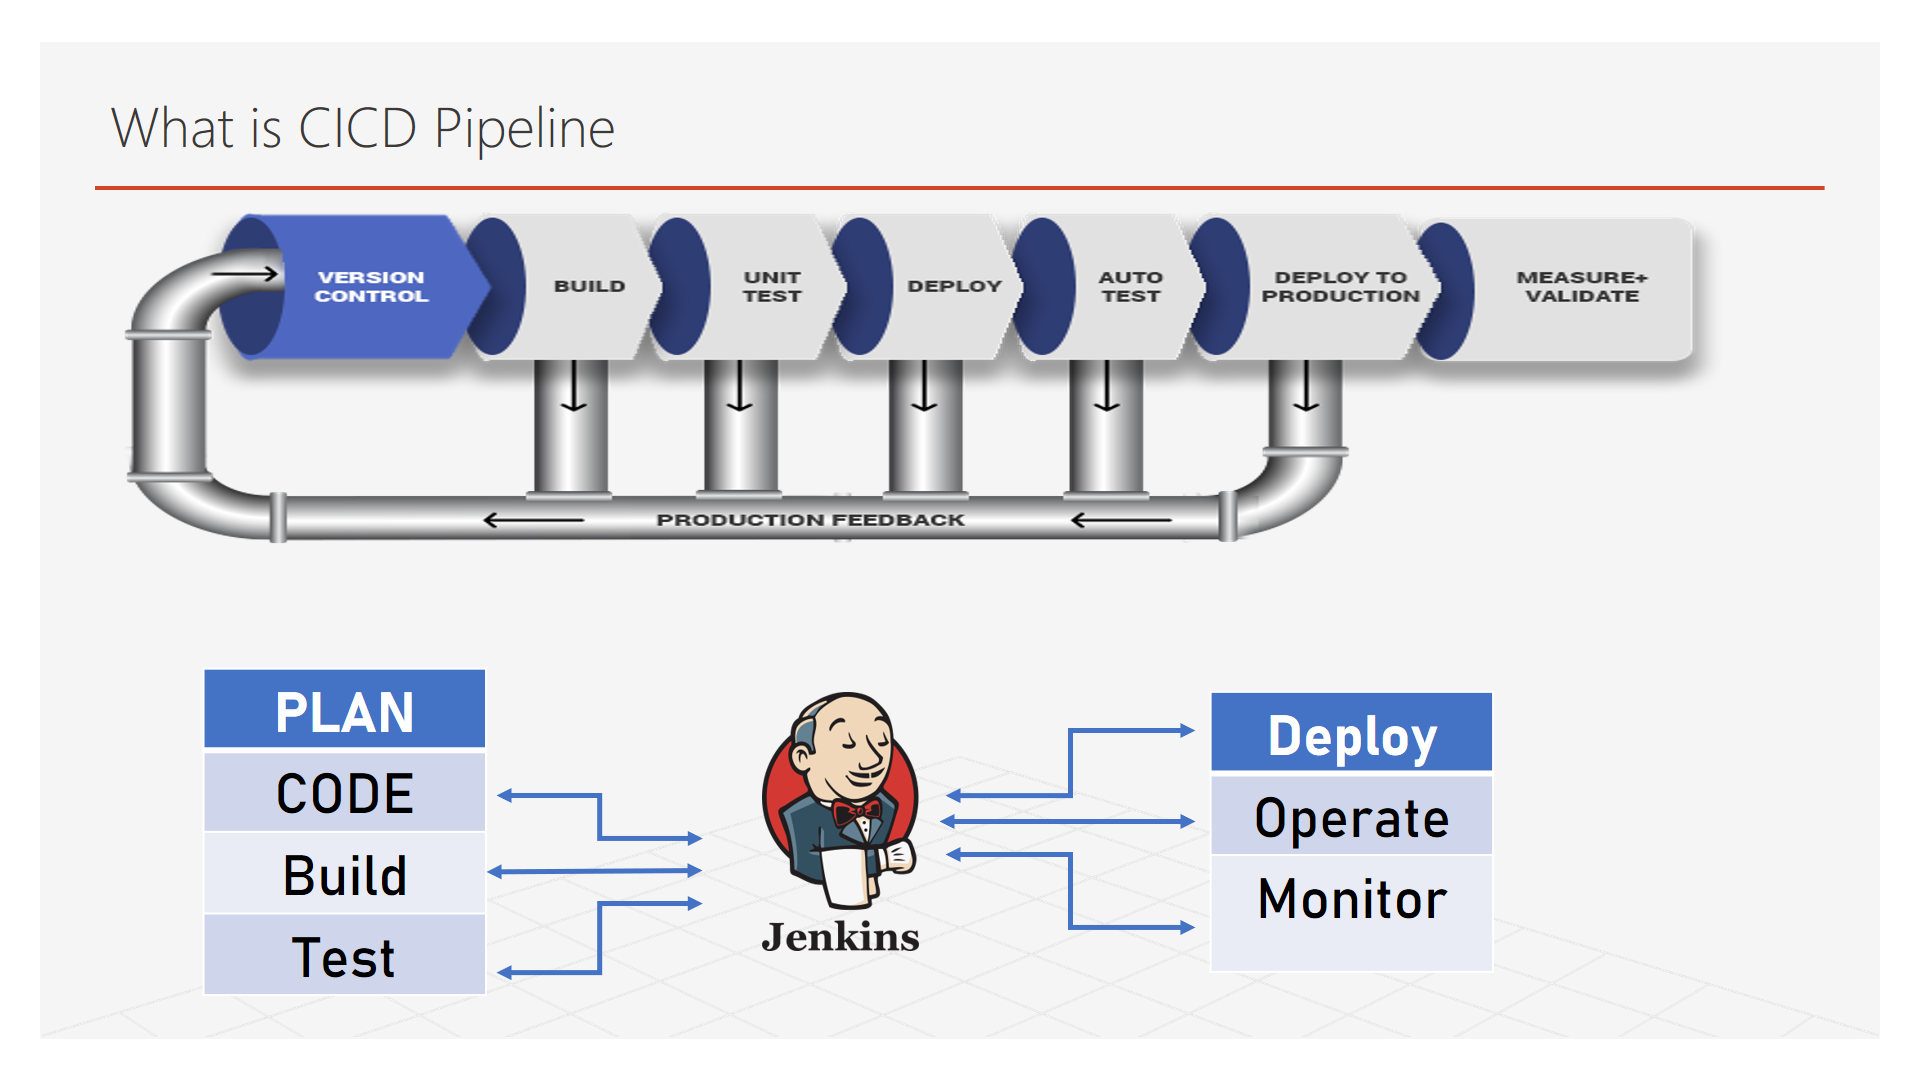 What is CICD Pipeline
VERSION
CONTROL
BUILD
UNIT
TEST
DEPLOY
AUTO
TEST
DEPLOY TO
PRODUCTION
MEASURE+
VALIDATE
PRODUCTION FEEDBACK
PLAN
CODE
Build
Test
Jenkins
Deploy
Operate
Monitor